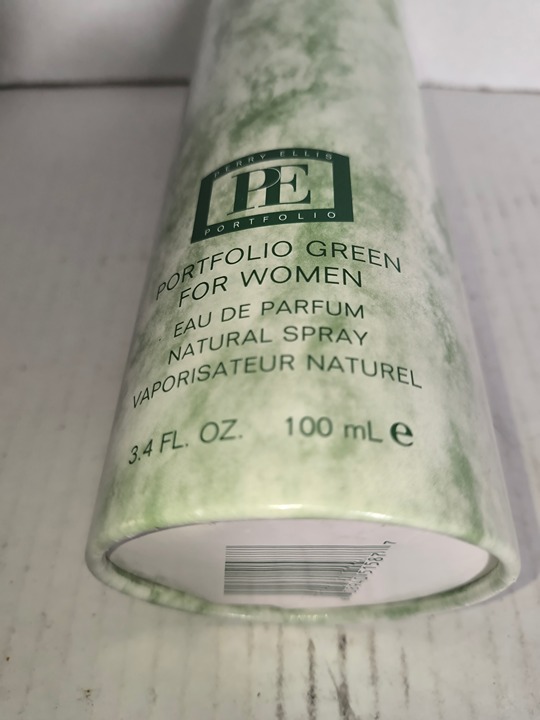 PERRY ELLIS
PE
PORTFOLIO
PORTFOLIO GREEN
FOR WOMEN
EAU DE PARFUM
NATURAL SPRAY
VAPORISATEUR NATUREL
3.4 FL. OZ. 100 mL e